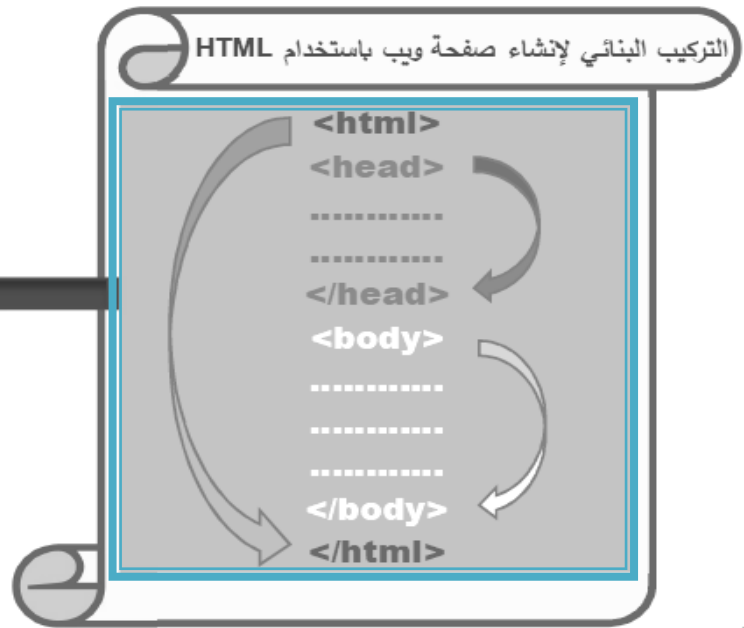 التركيب البنائي لإنشاء صفحة ويب باستخدام HTML
<html>
<head>
............
............
</head>
<body>
............
............
............
</body>
</html>